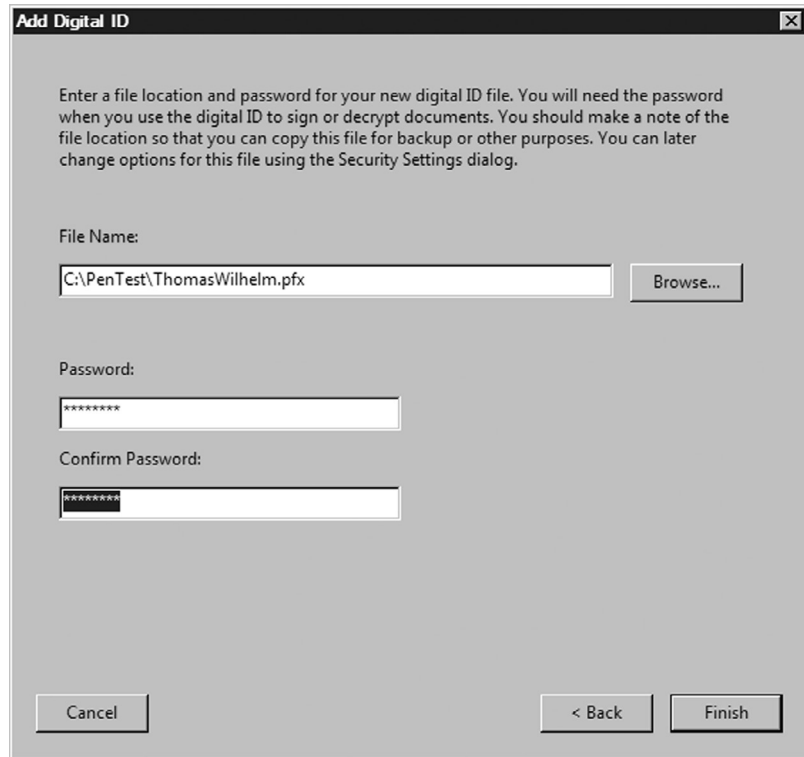 Add Digital ID
Enter a file location and password for your new digital ID file. You will need the password
when you use the digital ID to sign or decrypt documents. You should make a note of the
file location so that you can copy this file for backup or other purposes. You can later
change options for this file using the Security Settings dialog.
File Name:
C:\PenTest\ThomasWilhelm.pfx
Browse...
Password:
********
Confirm Password:
********
Cancel
< Back
Finish